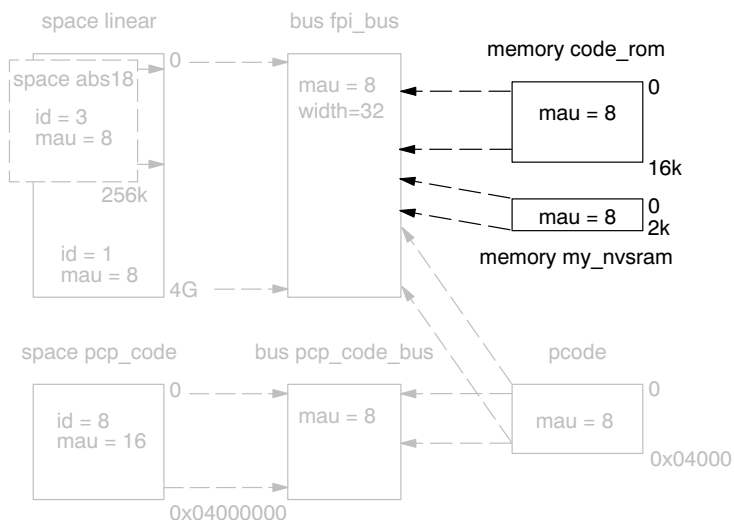 space linear
bus fpi_bus
memory code_rom
0
space abs18
id = 3
mau = 8
256k
id = 1
mau = 8
4G
mau = 8
width=32
0
mau = 8
16k
0
mau = 8
2k
memory my_nvsram
space pcp_code
bus pcp_code_bus
pcode
0
id = 8
mau = 16
0x04000000
mau = 8
0
mau = 8
0x04000